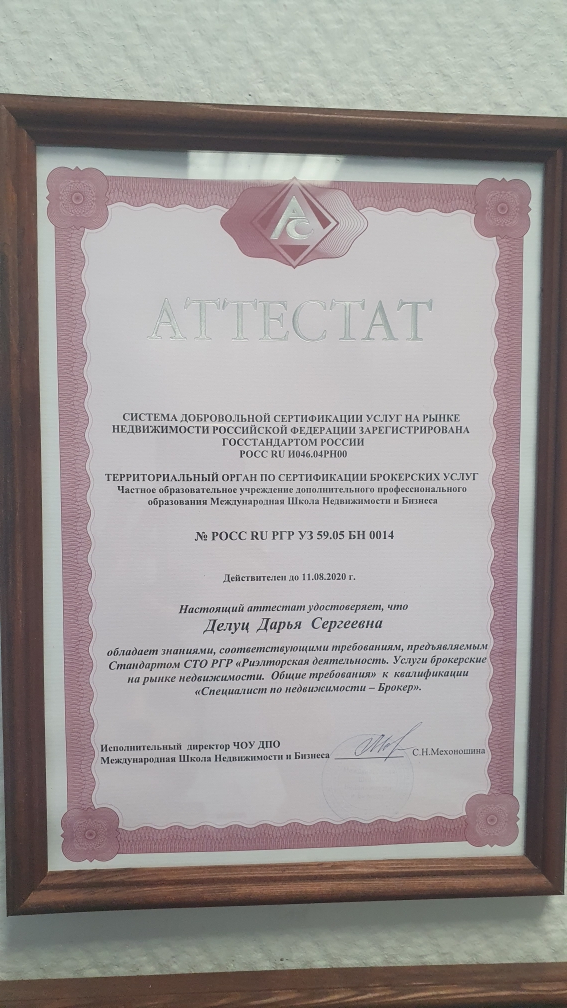 АС
АТТЕСТАТ
СИСТЕМА ДОБРОВОЛЬНОЙ СЕРТИФИКАЦИИ УСЛУГ НА РЫНКЕ
НЕДВИЖИМОСТИ РОССИЙСКОЙ ФЕДЕРАЦИИ ЗАРЕГИСТРИРОВАНА
ГОССТАНДАРТОМ РОССИИ
РОСС RU И046.04РН00
ТЕРРИТОРИАЛЬНЫЙ ОРГАН ПО СЕРТИФИКАЦИИ БРОКЕРСКИХ УСЛУГ
Частное образовательное учреждение дополнительного профессионального
образования Международная Школа Недвижимости и Бизнеса
№ РОСС RU РГР УЗ 59.05 БН 0014
Действителен до 11.08.2020 г.
Настоящий аттестат удостоверяет, что
Делуц Дарья Сергеевна
обладает знаниями, соответствующими требованиям, предъявляемым
Стандартом СТО РГР «Риэлторская деятельность. Услуги брокерские
на рынке недвижимости. Общие требования» к квалификации
«Специалист по недвижимости – Брокер».
Исполнительный директор ЧОУ ДПО
Международная Школа Недвижимости и Бизнеса С.Н.Мехоношина